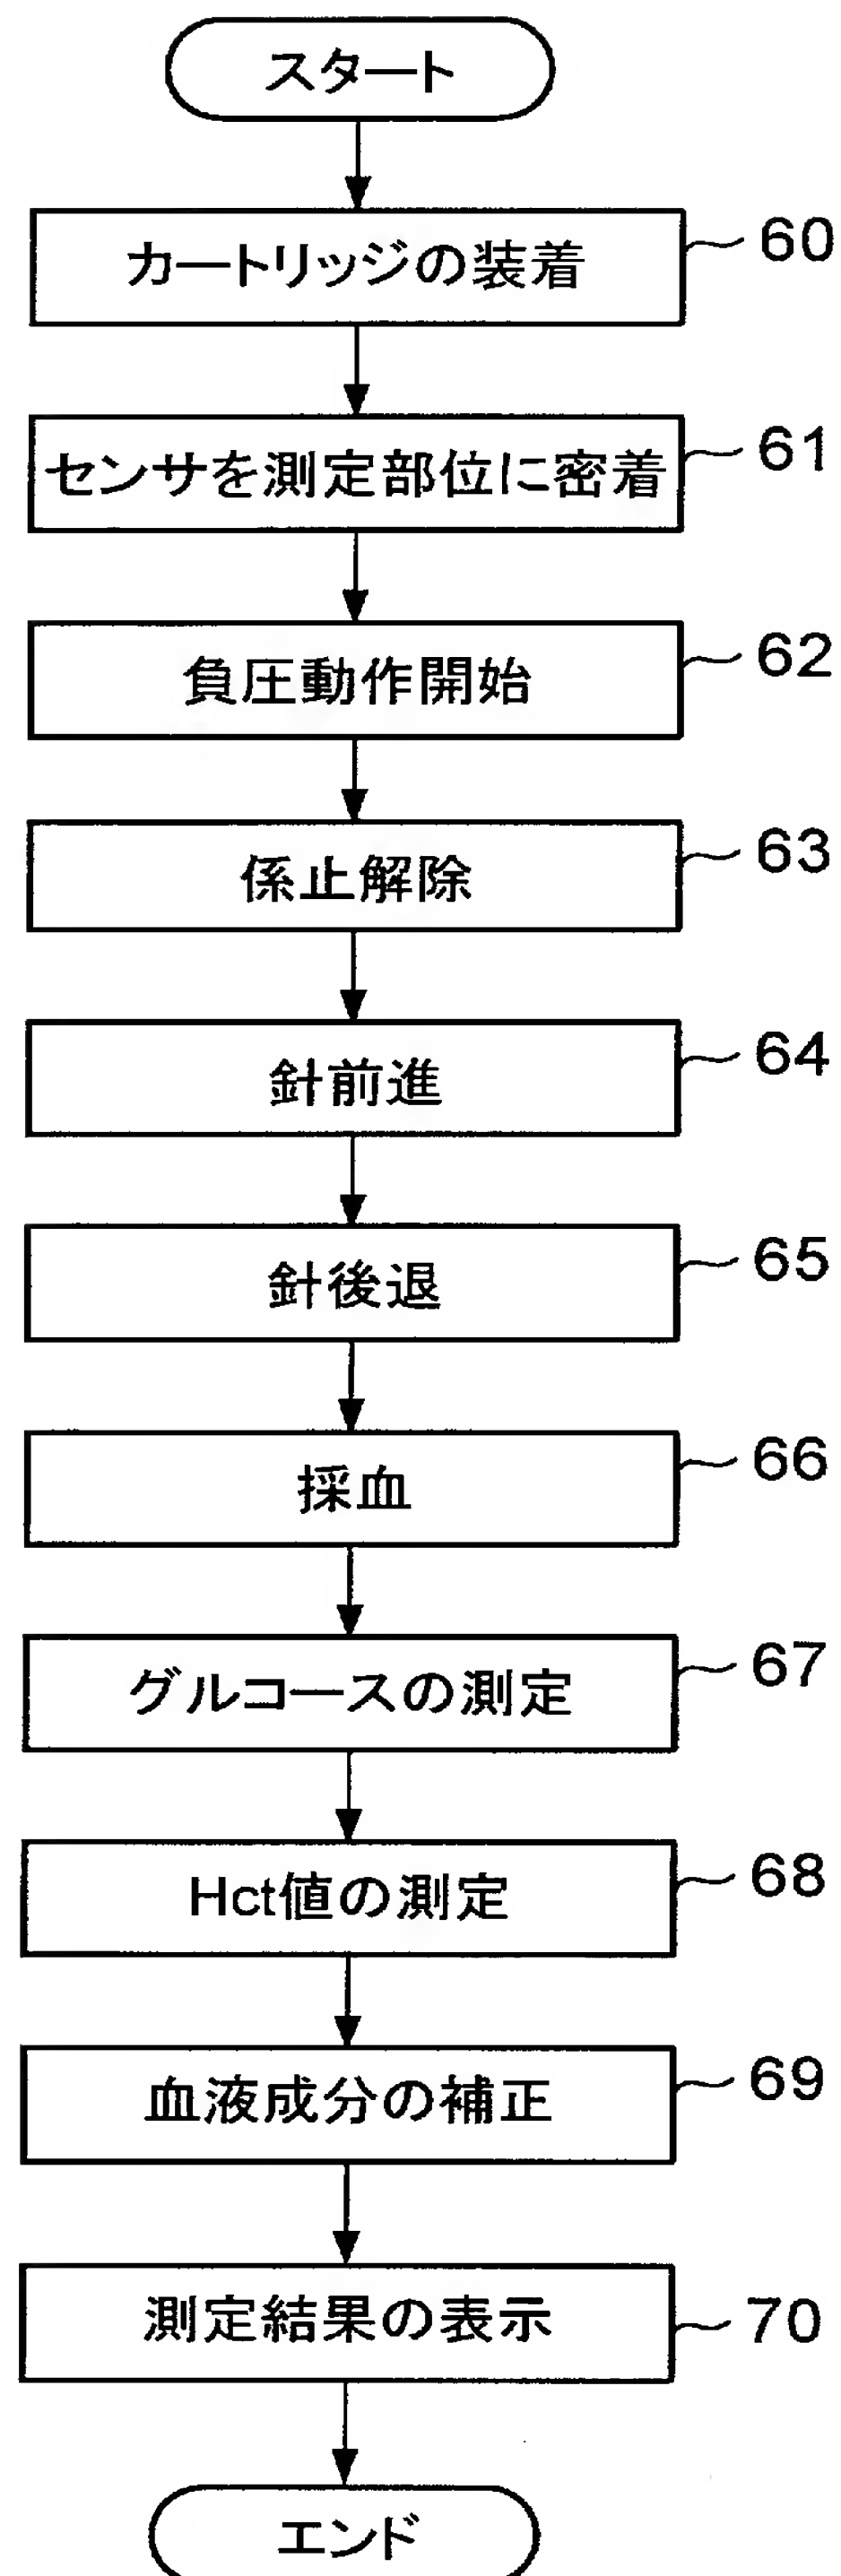 スタート
カートリッジの装着 60
センサを測定部位に密着 61
負圧動作開始 62
係止解除 63
針前進 64
針後退 65
採血 66
グルコースの測定 67
Hct値の測定 68
血液成分の補正 69
測定結果の表示 70
エンド